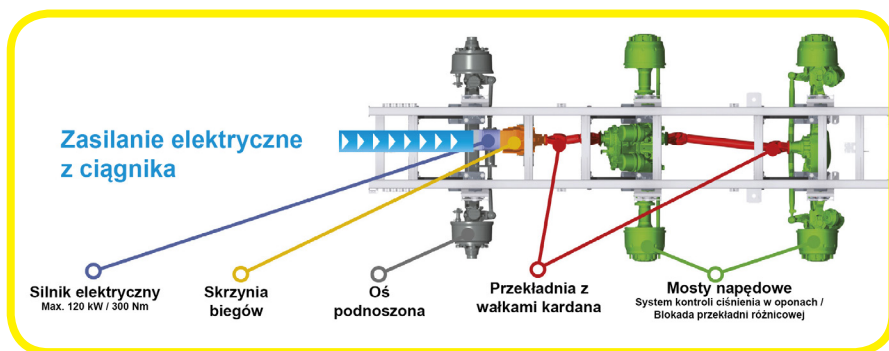 Zasilanie elektryczne
z ciągnika
Silnik elektryczny
Max. 120 kW / 300 Nm
Skrzynia
biegów
Oś
podnoszona
Przekładnia z
wałkami kardana
Mosty napędowe
System kontroli ciśnienia w oponach /
Blokada przekładni różnicowej